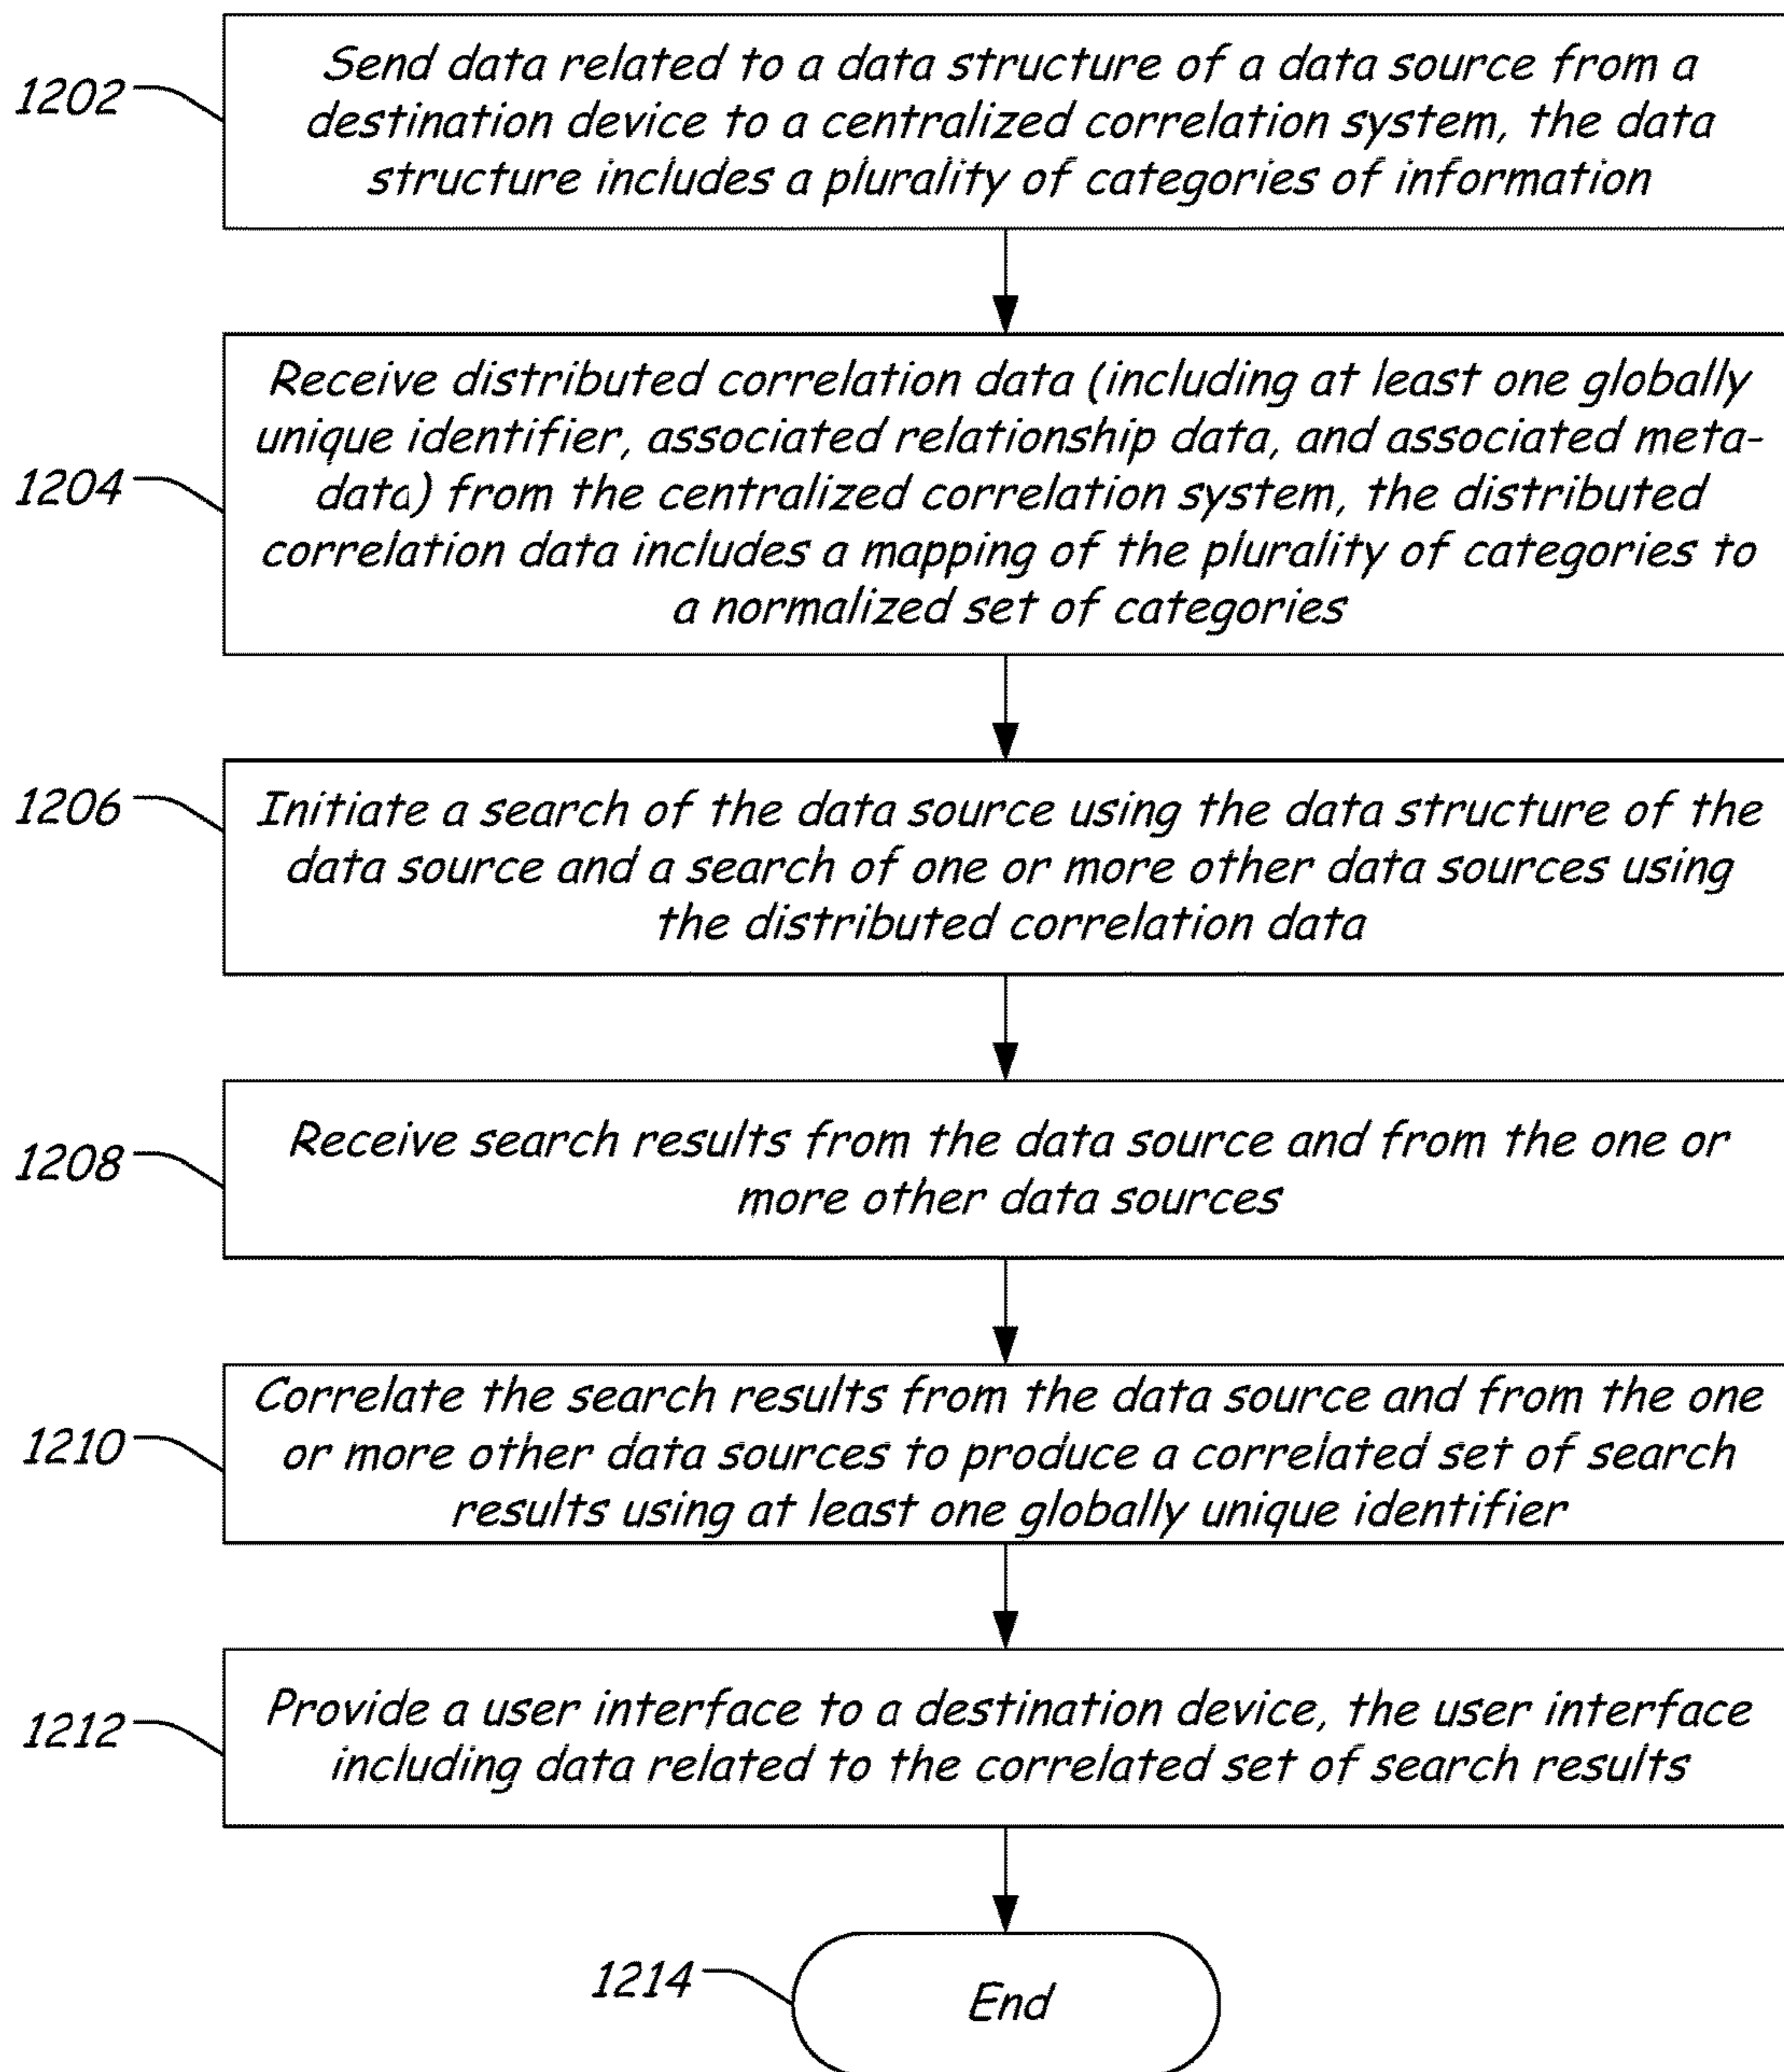 Send data related to a data structure of a data source from a
1202
destination device to a centralized correlation system, the data
structure includes a plurality of categories of information
Receive distributed correlation data (including at least one globally
unique identifier, associated relationship data, and associated meta-
1204
data) from the centralized correlation system, the distributed
correlation data includes a mapping of the plurality of categories to
a normalized set of categories
1206
Initiate a search of the data source using the data structure of the
data source and a search of one or more other data sources using
the distributed correlation data
Receive search results from the data source and from the one or
1208
more other data sources
Correlate the search results from the data source and from the one
1210
or more other data sources to produce a correlated set of search
results using at least one globally unique identifier
Provide a user interface to a destination device, the user interface
1212
including data related to the correlated set of search results
1214
End